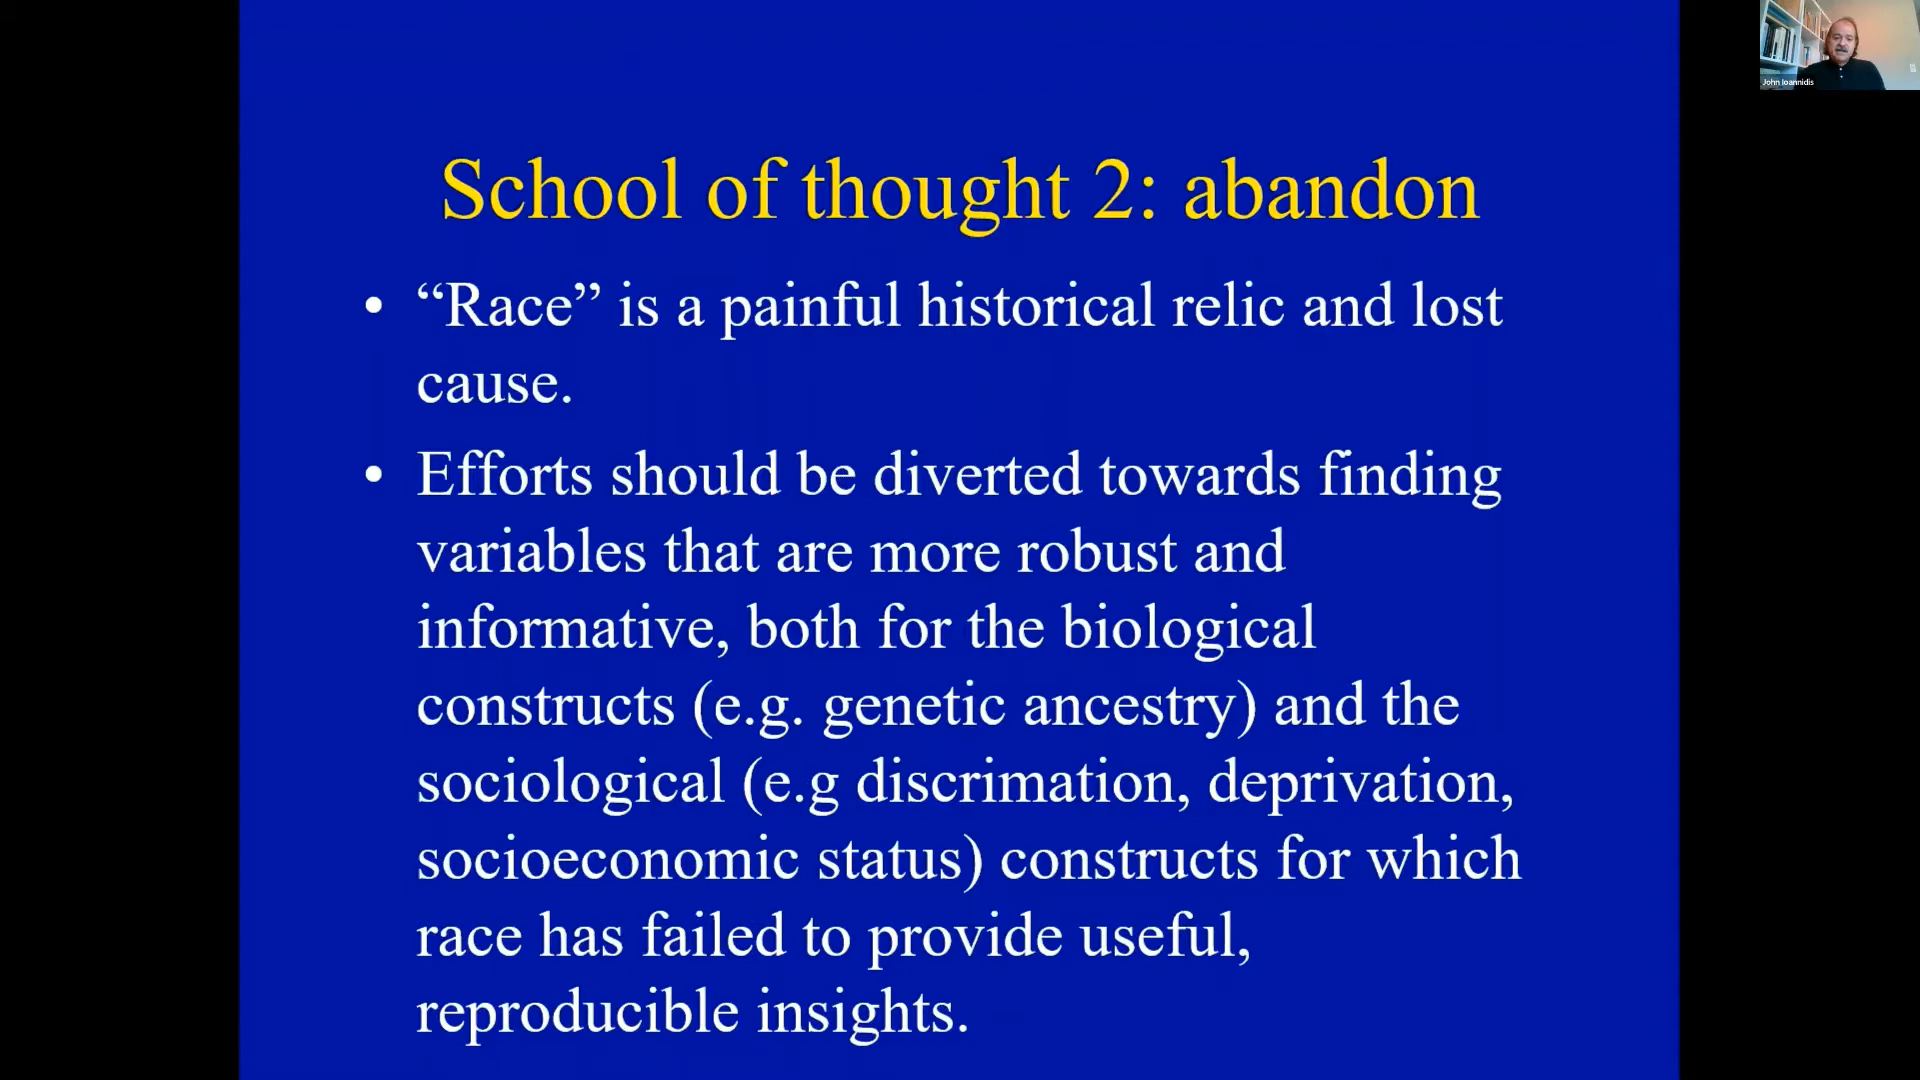 John Ioannidis
School of thought 2: abandon
• “Race” is a painful historical relic and lost
cause.
• Efforts should be diverted towards finding
variables that are more robust and
informative, both for the biological
constructs (e.g. genetic ancestry) and the
sociological (e.g discrimation, deprivation,
socioeconomic status) constructs for which
race has failed to provide useful,
reproducible insights.